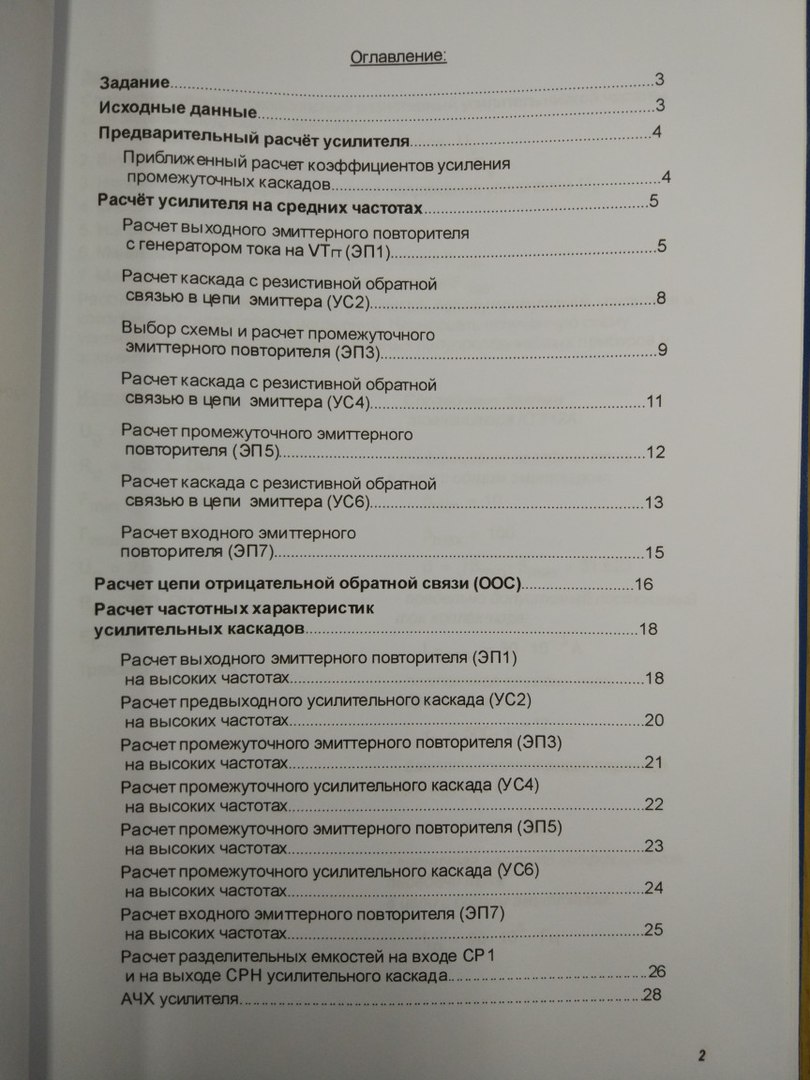 Оглавление:
Задание..........3
Исходные данные..........3
Предварительный расчёт усилителя..........4
Приближенный расчет коэффициентов усиления
промежуточных каскадов..........4
Расчёт усилителя на средних частотах..........5
Расчет выходного эмиттерного повторителя
с генератором тока на VTгт (ЭП1)..........5
Расчет каскада с резистивной обратной
связью в цепи эмиттера (УС2)..........8
Выбор схемы и расчет промежуточного
эмиттерного повторителя (ЭП3)..........9
Расчет каскада с резистивной обратной
связью в цепи эмиттера (УС4)..........11
Расчет промежуточного эмиттерного
повторителя (ЭП5)..........12
Расчет каскада с резистивной обратной
связью в цепи эмиттера (УС6)..........13
Расчет входного эмиттерного
повторителя (ЭП7)..........15
Расчет цепи отрицательной обратной связи (ООС)..........16
Расчет частотных характеристик
усилительных каскадов..........18
Расчет выходного эмиттерного повторителя (ЭП1)
на высоких частотах..........18
Расчет предвыходного усилительного каскада (УС2)
на высоких частотах..........20
Расчет промежуточного эмиттерного повторителя (ЭП3)
на высоких частотах..........21
Расчет промежуточного усилительного каскада (УС4)
на высоких частотах..........22
Расчет промежуточного эмиттерного повторителя (ЭП5)
на высоких частотах..........23
Расчет промежуточного усилительного каскада (УС6)
на высоких частотах..........24
Расчет входного эмиттерного повторителя (ЭП7)
на высоких частотах..........25
Расчет разделительных емкостей на входе СР1
и на выходе СРН усилительного каскада..........26
АЧХ усилителя..........28
2